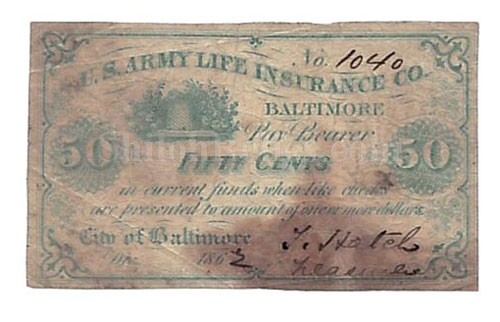 No. 1040
U.S. ARMY LIFE INSURANCE CO.
BALTIMORE
Pay Bearer
50 FIFTY CENTS 50
in current funds when like checks
are presented to amount of one or more dollars.
City of Baltimore
1862